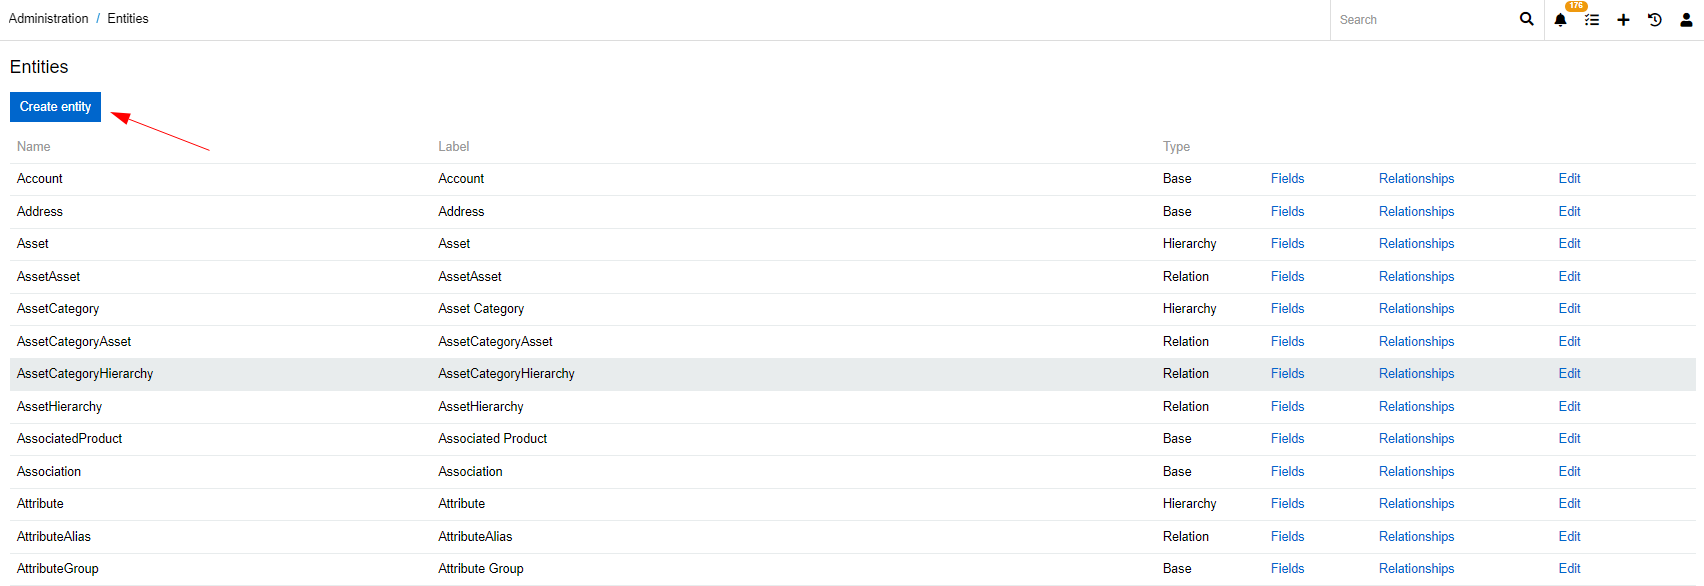 Administration / Entities
Search
176
Entities
Create entity
Name Label Type
Account Account Base Fields Relationships Edit
Address Address Base Fields Relationships Edit
Asset Asset Hierarchy Fields Relationships Edit
AssetAsset AssetAsset Relation Fields Relationships Edit
AssetCategory Asset Category Hierarchy Fields Relationships Edit
AssetCategoryAsset AssetCategoryAsset Relation Fields Relationships Edit
AssetCategoryHierarchy AssetCategoryHierarchy Relation Fields Relationships Edit
AssetHierarchy AssetHierarchy Relation Fields Relationships Edit
AssociatedProduct Associated Product Base Fields Relationships Edit
Association Association Base Fields Relationships Edit
Attribute Attribute Hierarchy Fields Relationships Edit
AttributeAlias AttributeAlias Relation Fields Relationships Edit
AttributeGroup Attribute Group Base Fields Relationships Edit